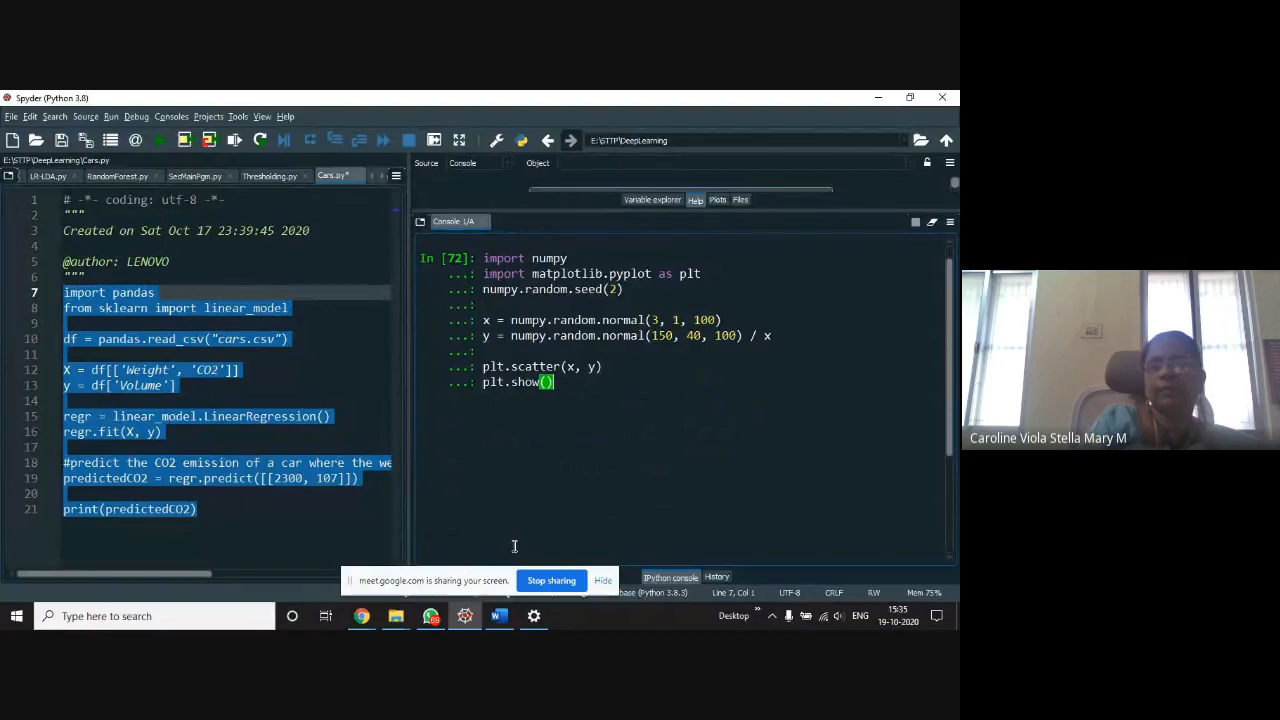 Spyder (Python 3.8)
File Edit Search Source Run Debug Consoles Projects Tools View Help
E:\STTP\DeepLearning
E:\STTP\DeepLearning\Cars.py
LR-LDA.py RandomForest.py SecMainPgm.py Thresholding.py Cars.py*
1 # -*- coding: utf-8 -*-
2 """
3 Created on Sat Oct 17 23:39:45 2020
4
5 @author: LENOVO
6 """
7 import pandas
8 from sklearn import linear_model
9
10 df = pandas.read_csv("cars.csv")
11
12 X = df[['Weight', 'CO2']]
13 y = df['Volume']
14
15 regr = linear_model.LinearRegression()
16 regr.fit(X, y)
17
18 #predict the CO2 emission of a car where the we
19 predictedCO2 = regr.predict([[2300, 107]])
20
21 print(predictedCO2)
Source Console Object
Variable explorer Help Plots Files
Console 1/A
In [72]: import numpy
...: import matplotlib.pyplot as plt
...: numpy.random.seed(2)
...:
...: x = numpy.random.normal(3, 1, 100)
...: y = numpy.random.normal(150, 40, 100) / x
...:
...: plt.scatter(x, y)
...: plt.show()
Caroline Viola Stella Mary M
meet.google.com is sharing your screen. Stop sharing Hide
IPython console History
base (Python 3.8.3) Line 7, Col 1 UTF-8 CRLF RW Mem 75%
Type here to search
Desktop ENG
15:35
19-10-2020